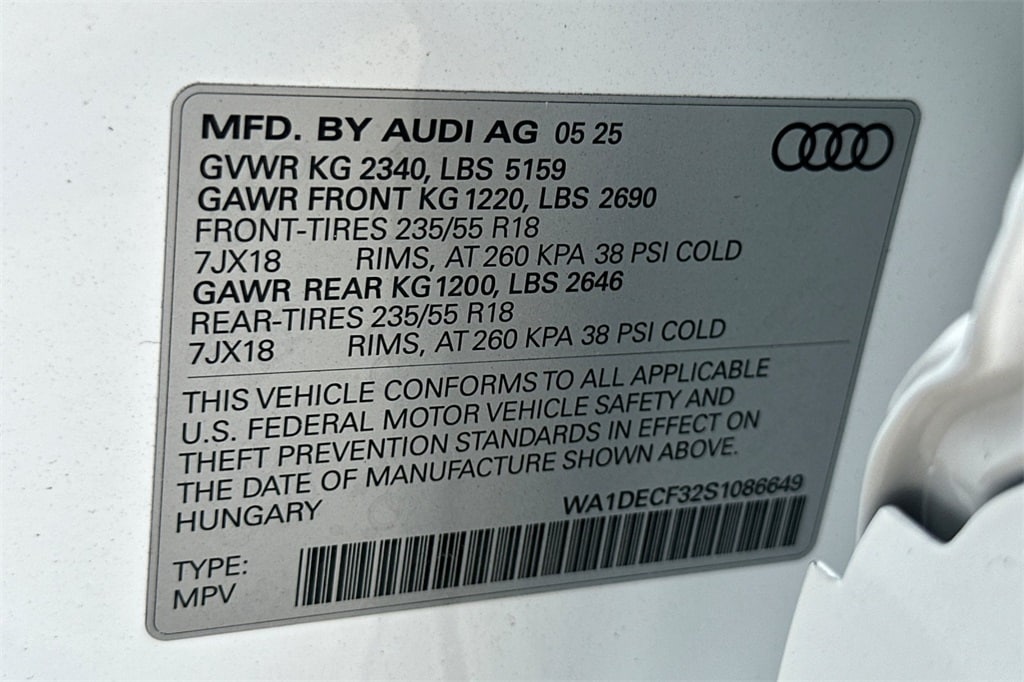 MFD. BY AUDI AG 05 25
GVWR KG 2340, LBS 5159
GAWR FRONT KG 1220, LBS 2690
FRONT-TIRES 235/55 R18
7JX18 RIMS, AT 260 KPA 38 PSI COLD
GAWR REAR KG 1200, LBS 2646
REAR-TIRES 235/55 R18
7JX18 RIMS, AT 260 KPA 38 PSI COLD
THIS VEHICLE CONFORMS TO ALL APPLICABLE
U.S. FEDERAL MOTOR VEHICLE SAFETY AND
THEFT PREVENTION STANDARDS IN EFFECT ON
THE DATE OF MANUFACTURE SHOWN ABOVE.
HUNGARY WA1DECF32S1086649
TYPE:
MPV